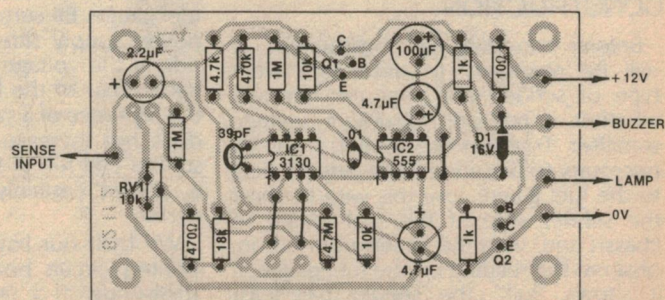 2.2µF
+
4.7k
470k
1M
10k
C
Q1
B
E
100µF
+
1k
10Ω
+12V
4.7µF
+
BUZZER
1M
39pF
IC1
3130
.01
IC2
555
D1
16V
SENSE
INPUT
RV1
10k
LAMP
470Ω
18k
4.7M
10k
+
4.7µF
1k
B
C
E
Q2
0V